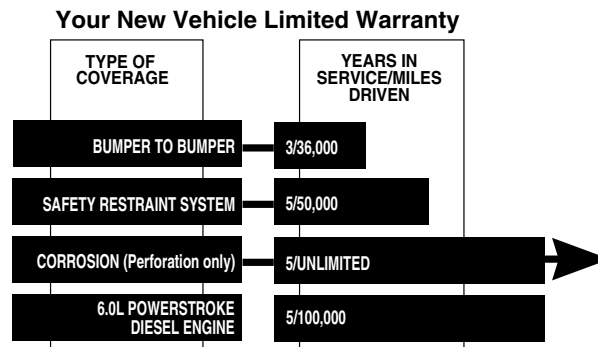 Your New Vehicle Limited Warranty
TYPE OF
COVERAGE
YEARS IN
SERVICE/MILES
DRIVEN
BUMPER TO BUMPER
3/36,000
SAFETY RESTRAINT SYSTEM
5/50,000
CORROSION (Perforation only)
5/UNLIMITED
6.0L POWERSTROKE
DIESEL ENGINE
5/100,000